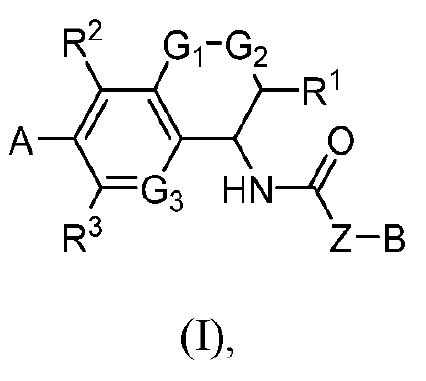 R² G₁–G₂
R¹
A O
R³ G₃ HN
Z–B
(I),